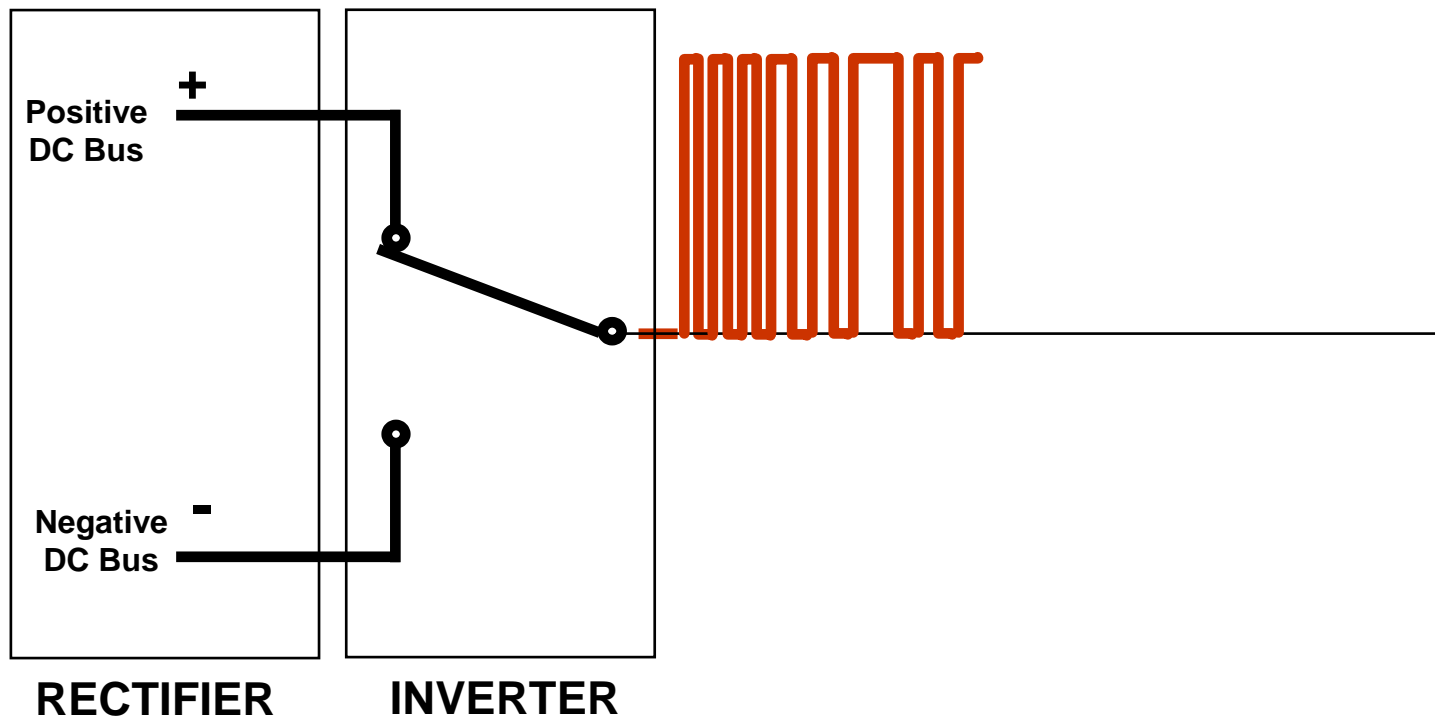 +
Positive
DC Bus
-
Negative
DC Bus
RECTIFIER
INVERTER